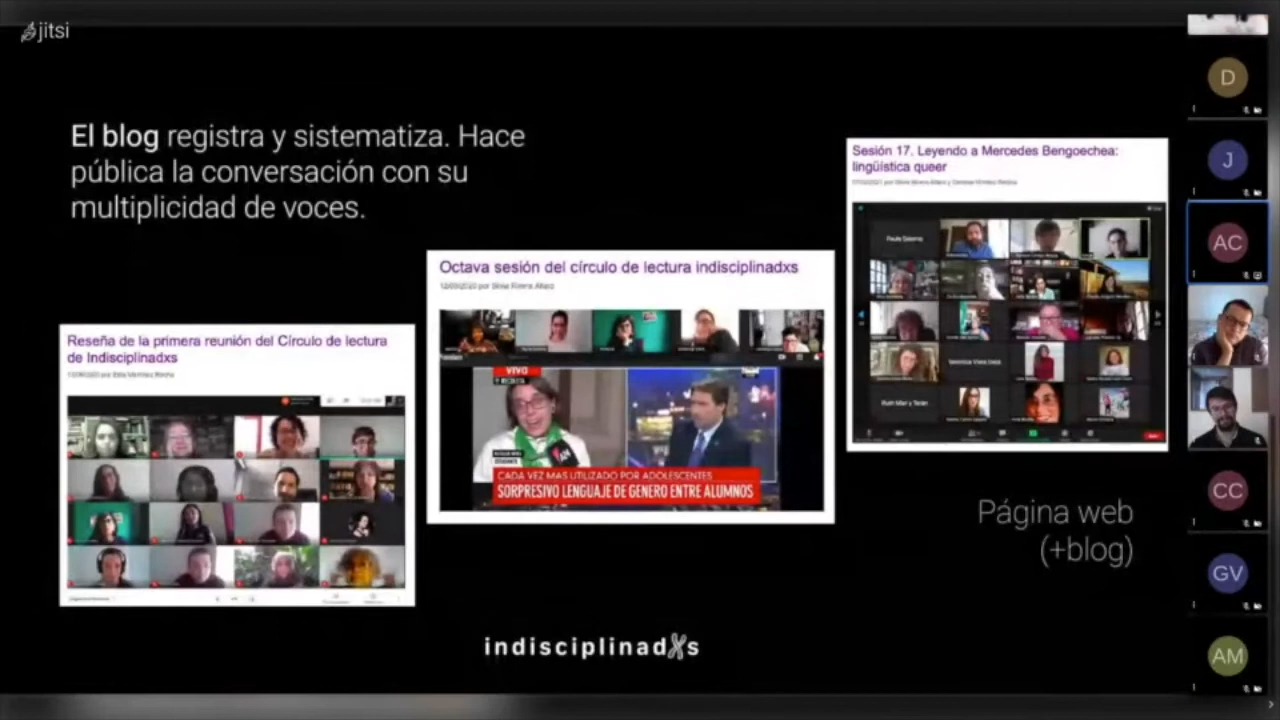 jitsi
El blog registra y sistematiza. Hace
pública la conversación con su
multiplicidad de voces.
Reseña de la primera reunión del Círculo de lectura
de Indisciplinadxs
Octava sesión del círculo de lectura indisciplinadxs
VIVO
CADA VEZ MAS UTILIZADO POR ADOLESCENTES
SORPRESIVO LENGUAJE DE GENERO ENTRE ALUMNOS
Sesión 17. Leyendo a Mercedes Bengoechea:
lingüística queer
Página web
(+blog)
indisciplinadxs
D
J
AC
CC
GV
AM